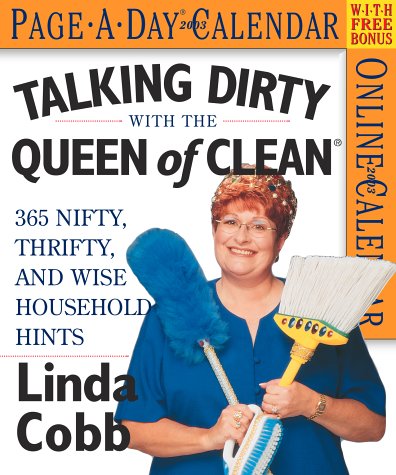 PAGE-A-DAY® 2003 CALENDAR
WITH
FREE
BONUS
ONLINE 2003 CALENDAR
TALKING DIRTY
WITH THE
QUEEN of CLEAN®
365 NIFTY,
THRIFTY,
AND WISE
HOUSEHOLD
HINTS
Linda
Cobb